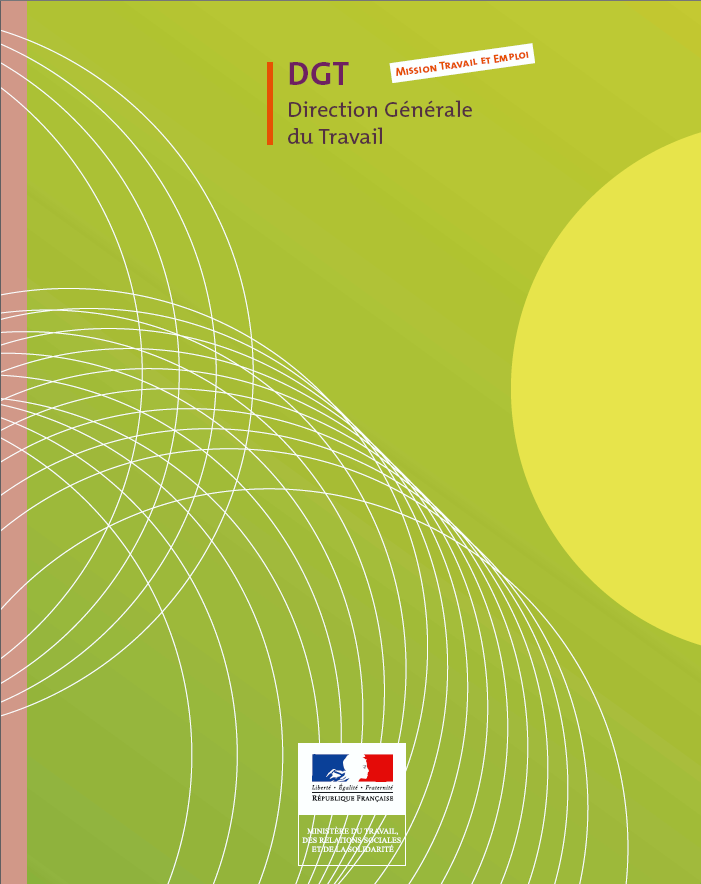 DGT
MISSION TRAVAIL ET EMPLOI
Direction Générale
du Travail
Liberté • Égalité • Fraternité
RÉPUBLIQUE FRANÇAISE
MINISTÈRE DU TRAVAIL,
DES RELATIONS SOCIALES
ET DE LA SOLIDARITÉ